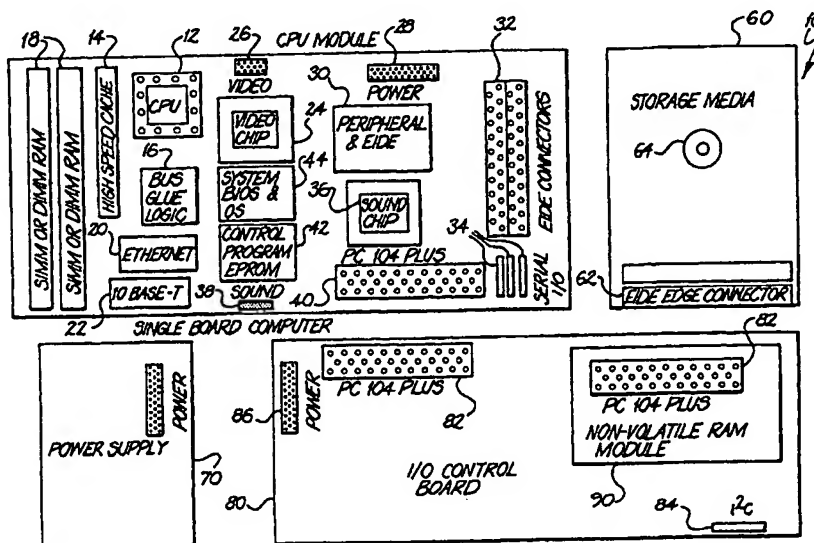 CPU MODULE
18
14
12
26
28
32
60
SIMM OR DIMM RAM
SIMM OR DIMM RAM
HIGH SPEED CACHE
CPU
VIDEO
POWER
30
VIDEO
CHIP
24
PERIPHERAL
& EIDE
EIDE CONNECTORS
STORAGE MEDIA
64
16
BUS
GLUE
LOGIC
SYSTEM
BIOS &
OS
44
36
SOUND
CHIP
20
ETHERNET
CONTROL
PROGRAM
EPROM
42
34
PC 104 PLUS
SERIAL
I/O
22
10 BASE-T
38
SOUND
40
62
EIDE EDGE CONNECTOR
SINGLE BOARD COMPUTER
POWER
POWER SUPPLY
70
86
POWER
PC 104 PLUS
82
82
PC 104 PLUS
NON-VOLATILE RAM
MODULE
I/O CONTROL
BOARD
80
90
84
I²C